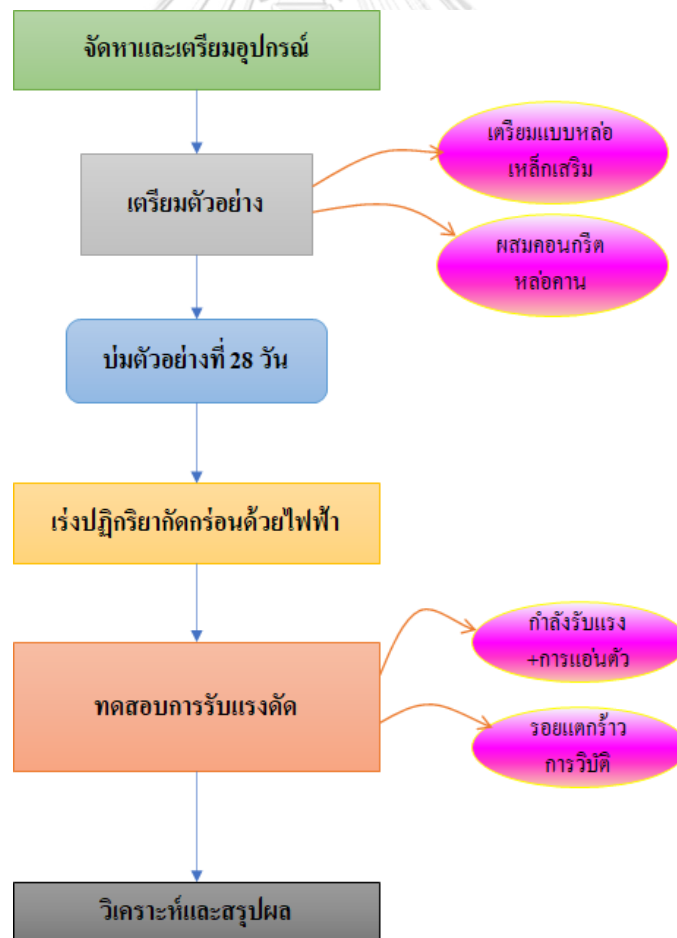 จัดหาและเตรียมอุปกรณ์
เตรียมแบบหล่อ
เหล็กเสริม
เตรียมตัวอย่าง
ผสมคอนกรีต
หล่อคาน
บ่มตัวอย่างที่ 28 วัน
เร่งปฏิกริยากัดกร่อนด้วยไฟฟ้า
กำลังรับแรง
+การแอ่นตัว
ทดสอบการรับแรงดัด
รอยแตกร้าว
การวิบัติ
วิเคราะห์และสรุปผล